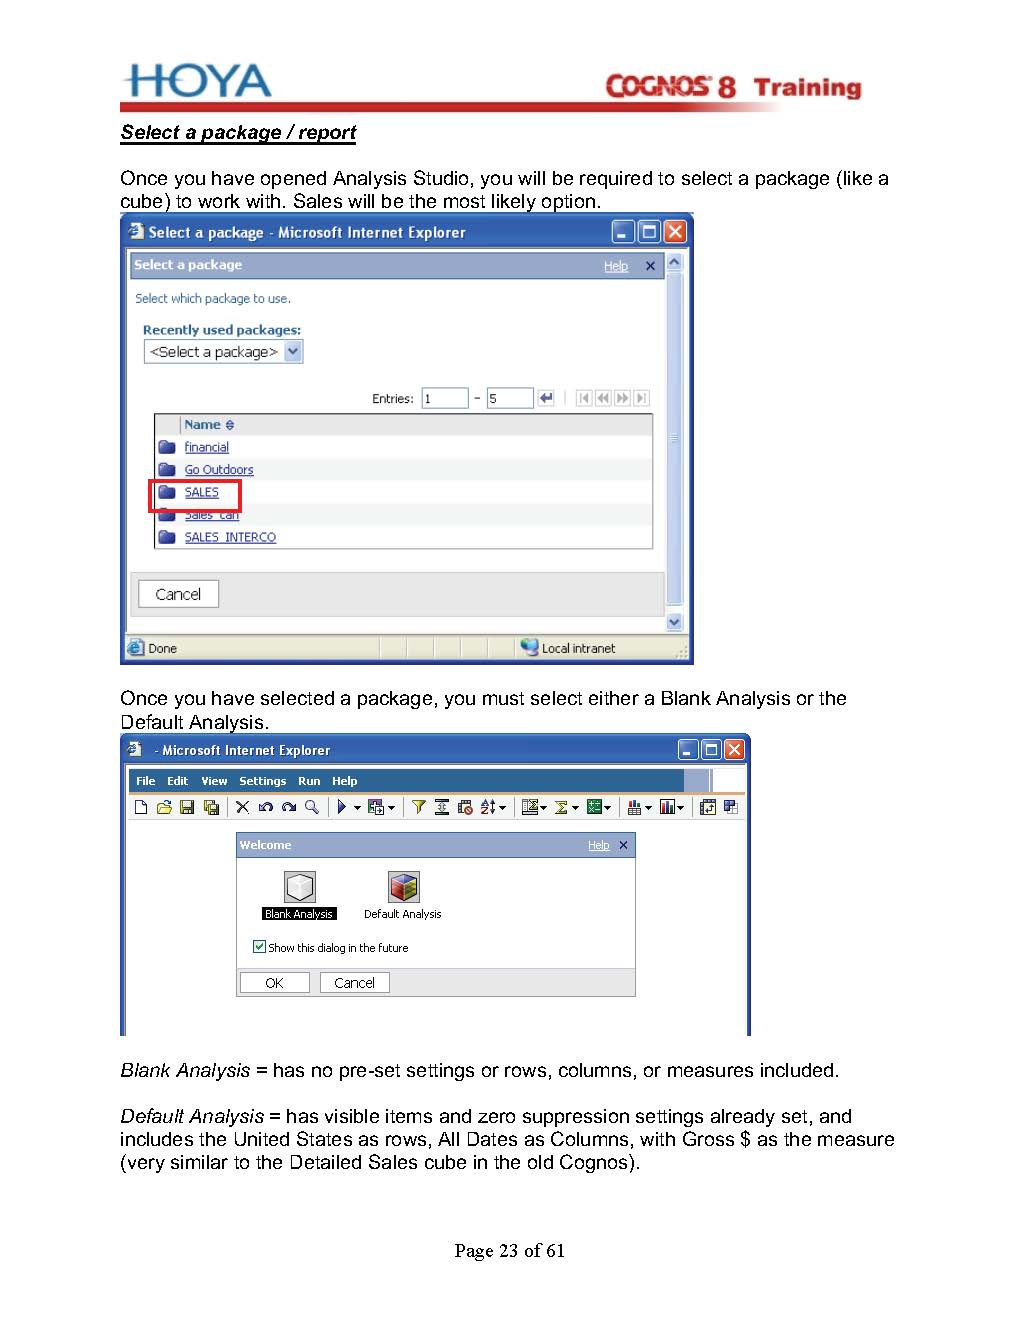 HOYA
COGNOS 8 Training
Select a package / report
Once you have opened Analysis Studio, you will be required to select a package (like a
cube) to work with. Sales will be the most likely option.
Select a package - Microsoft Internet Explorer
Select a package Help
Select which package to use.
Recently used packages:
<Select a package>
Entries: 1 - 5
Name
financial
Go Outdoors
SALES
Sales_can
SALES_INTERCO
Cancel
Done Local intranet
Once you have selected a package, you must select either a Blank Analysis or the
Default Analysis.
- Microsoft Internet Explorer
File Edit View Settings Run Help
Welcome Help
Blank Analysis Default Analysis
Show this dialog in the future
OK Cancel
Blank Analysis = has no pre-set settings or rows, columns, or measures included.
Default Analysis = has visible items and zero suppression settings already set, and
includes the United States as rows, All Dates as Columns, with Gross $ as the measure
(very similar to the Detailed Sales cube in the old Cognos).
Page 23 of 61